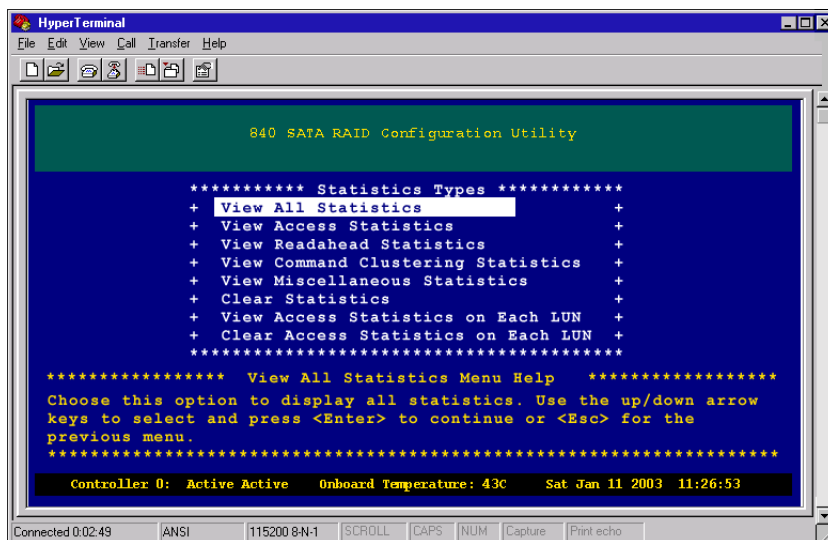 HyperTerminal
File Edit View Call Transfer Help
840 SATA RAID Configuration Utility
*********** Statistics Types ************
+ View All Statistics +
+ View Access Statistics +
+ View Readahead Statistics +
+ View Command Clustering Statistics +
+ View Miscellaneous Statistics +
+ Clear Statistics +
+ View Access Statistics on Each LUN +
+ Clear Access Statistics on Each LUN +
*****************************************
***************** View All Statistics Menu Help ******************
Choose this option to display all statistics. Use the up/down arrow
keys to select and press <Enter> to continue or <Esc> for the
previous menu.
*********************************************************************
Controller 0: Active Active Onboard Temperature: 43C Sat Jan 11 2003 11:26:53
Connected 0:02:49 ANSI 115200 8-N-1 SCROLL CAPS NUM Capture Print echo